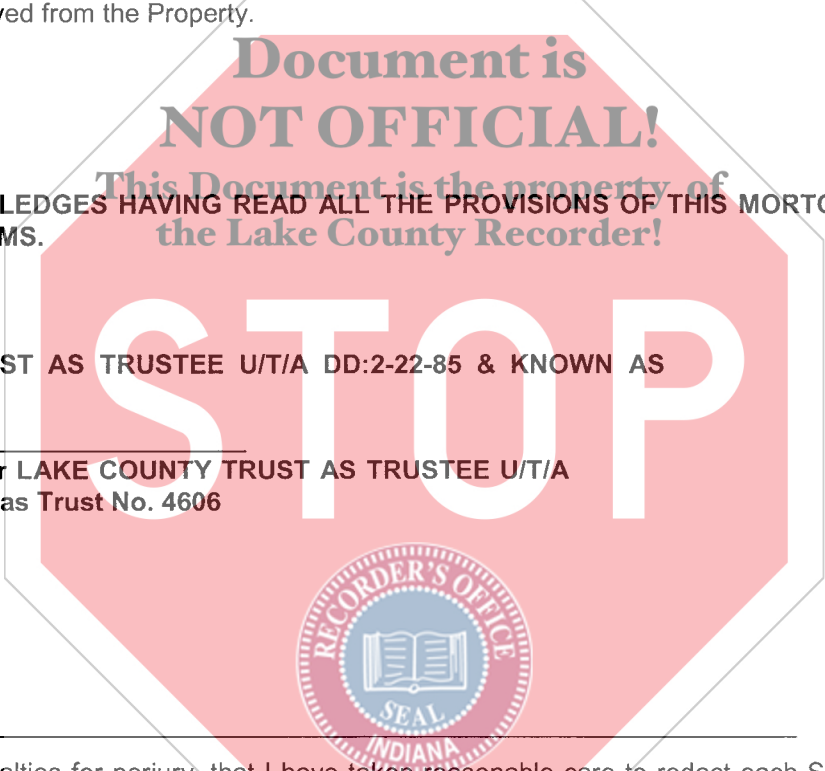 ved from the Property.
Document is
NOT OFFICIAL!
This Document is the property of
LEDGES HAVING READ ALL THE PROVISIONS OF THIS MORTG
the Lake County Recorder!
MS.
STOP
ST AS TRUSTEE U/T/A DD:2-22-85 & KNOWN AS
r LAKE COUNTY TRUST AS TRUSTEE U/T/A
as Trust No. 4606
RECORDER'S OFFICE
SEAL
INDIANA
alties for perjury, that I have taken reasonable care to redact each S